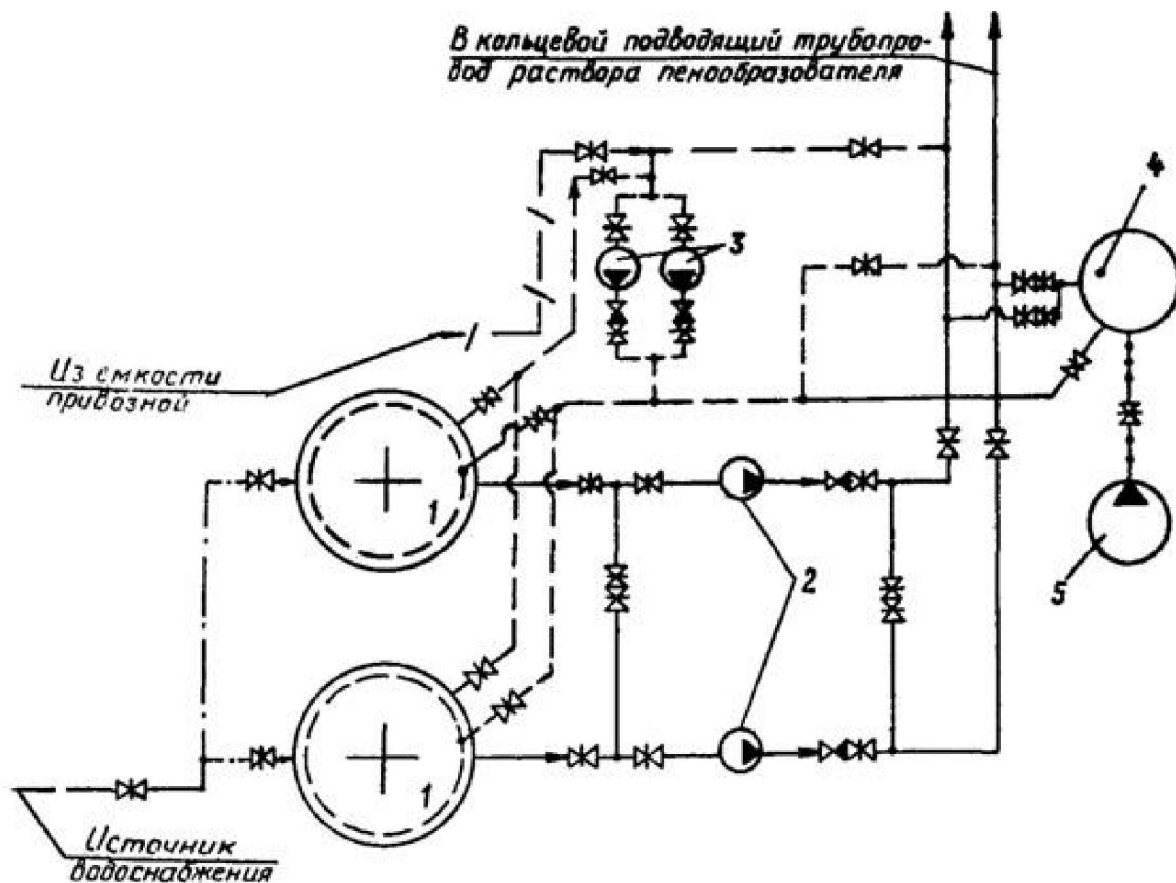 В кольцевой подводящий трубопро-
вод раствора пенообразователя
4
3
Из емкости
привозной
1
2
5
1
Источник
водоснабжения